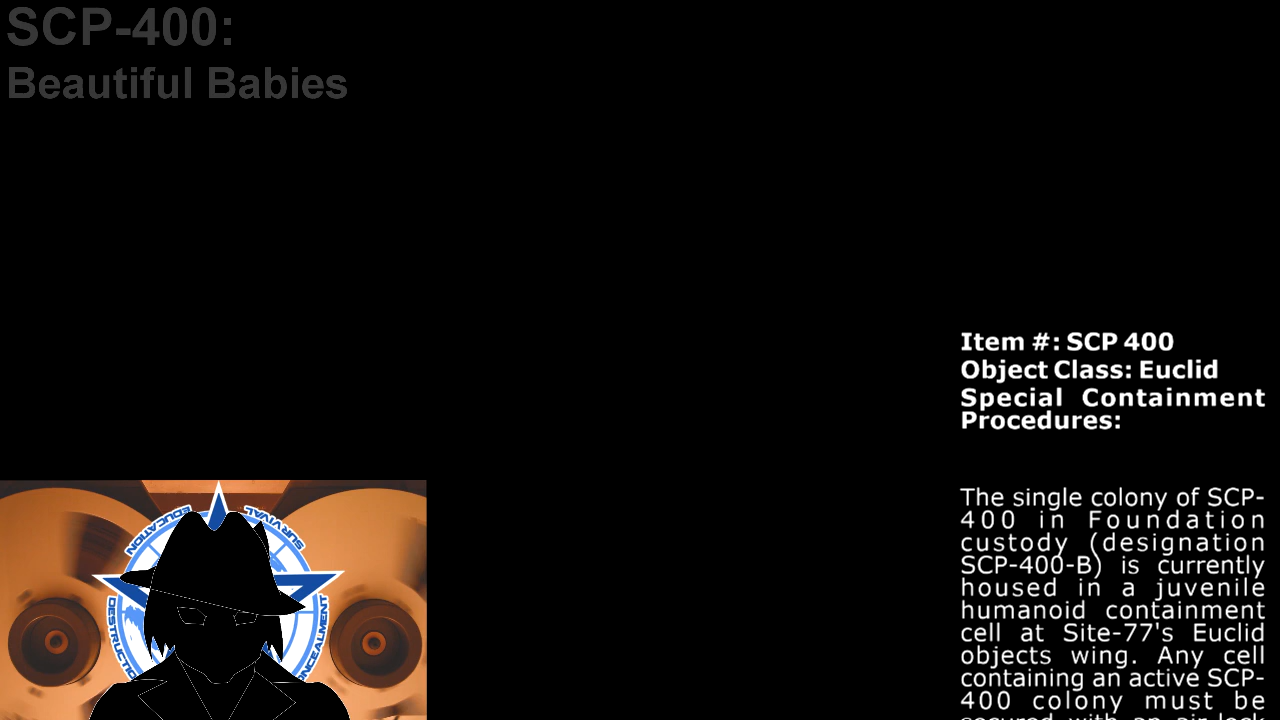 SCP-400:
Beautiful Babies
Item #: SCP 400
Object Class: Euclid
Special Containment
Procedures:
The single colony of SCP-
400 in Foundation
custody (designation
SCP-400-B) is currently
housed in a juvenile
humanoid containment
cell at Site-77's Euclid
objects wing. Any cell
containing an active SCP-
400 colony must be
EDUCATION
SURVIVAL